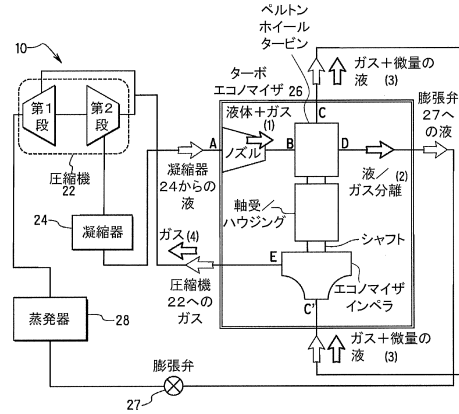 10
ペルトン
ホイール
タービン
ターボ
エコノマイザ 26
ガス+微量の
液 (3)
膨張弁
27への
液
第1
段
第2
段
圧縮機
22
液体+ガス
(1)
ノズル
A
B
C
D
凝縮器
24からの
液
液/ (2)
ガス分離
24
凝縮器
軸受/
ハウジング
ガス(4)
シャフト
E
エコノマイザ
インペラ
圧縮機
22への
ガス
C'
ガス+微量の
液
(3)
蒸発器
28
膨張弁
27